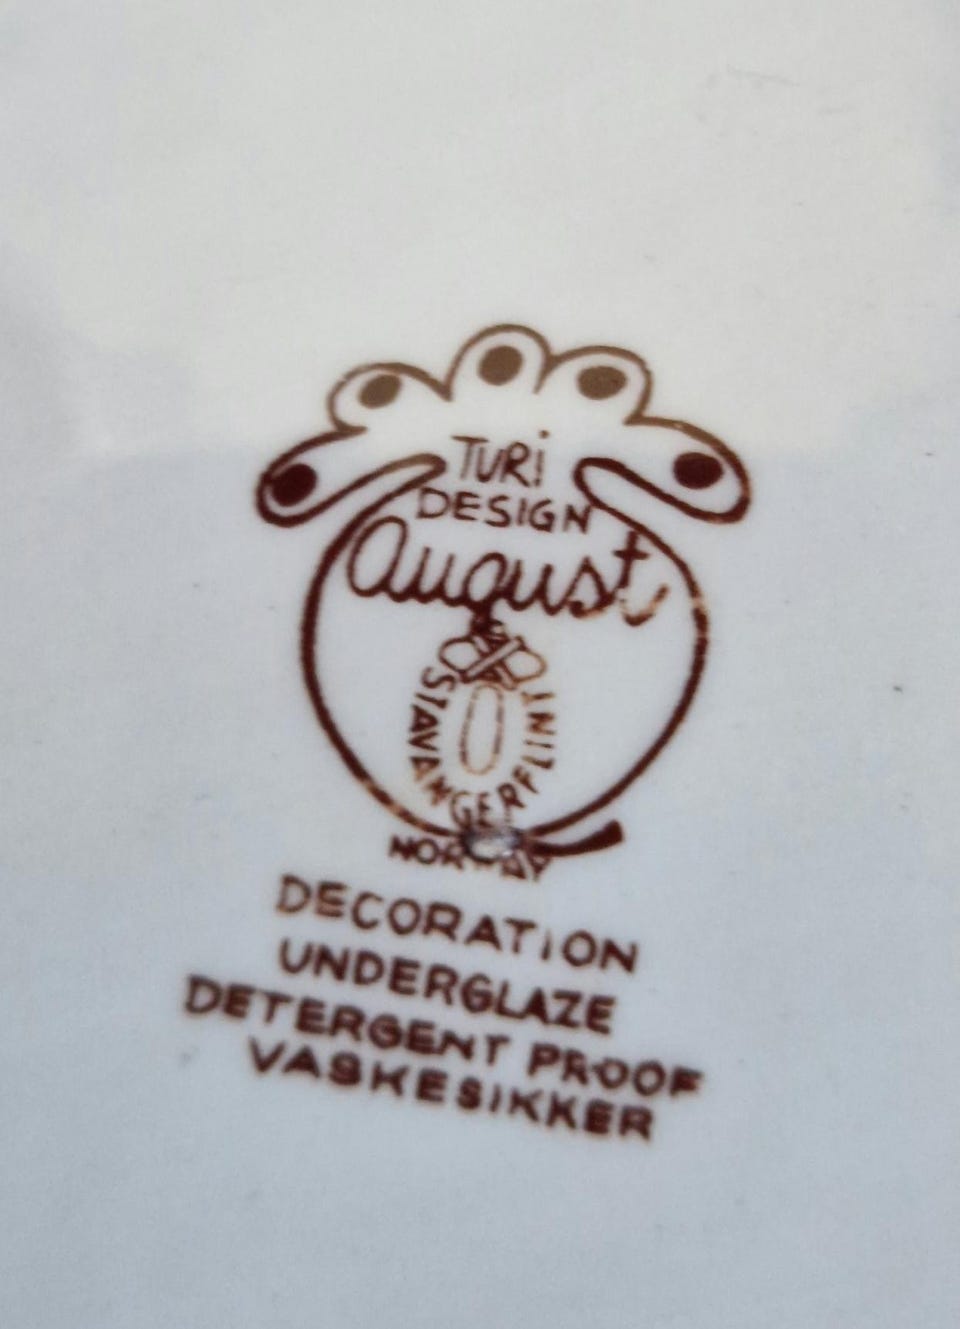 TURi
DESIGN
august
STAVANGERFLINT
NORWAY
DECORATiON
UNDERGLAZE
DETERGENT PROOF
VASKESIKKER